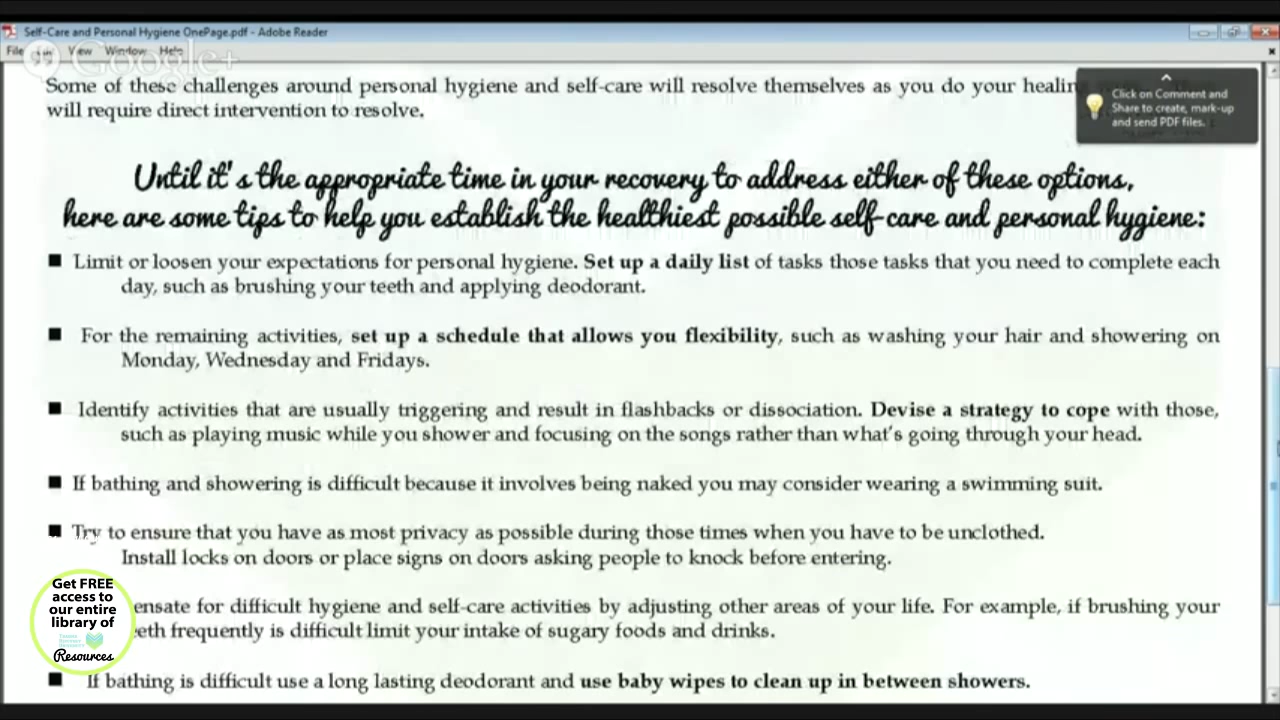 Self-Care and Personal Hygiene OnePage.pdf - Adobe Reader
File Edit View Window Help
Google+
Some of these challenges around personal hygiene and self-care will resolve themselves as you do your healing
will require direct intervention to resolve.
Click on Comment and
Share to create, mark-up
and send PDF files.
Until it's the appropriate time in your recovery to address either of these options,
here are some tips to help you establish the healthiest possible self-care and personal hygiene:
■ Limit or loosen your expectations for personal hygiene. Set up a daily list of tasks those tasks that you need to complete each
day, such as brushing your teeth and applying deodorant.
■ For the remaining activities, set up a schedule that allows you flexibility, such as washing your hair and showering on
Monday, Wednesday and Fridays.
■ Identify activities that are usually triggering and result in flashbacks or dissociation. Devise a strategy to cope with those,
such as playing music while you shower and focusing on the songs rather than what's going through your head.
■ If bathing and showering is difficult because it involves being naked you may consider wearing a swimming suit.
■ Try to ensure that you have as most privacy as possible during those times when you have to be unclothed.
Install locks on doors or place signs on doors asking people to knock before entering.
ensate for difficult hygiene and self-care activities by adjusting other areas of your life. For example, if brushing your
eeth frequently is difficult limit your intake of sugary foods and drinks.
■ If bathing is difficult use a long lasting deodorant and use baby wipes to clean up in between showers.
Get FREE
access to
our entire
library of
Resources